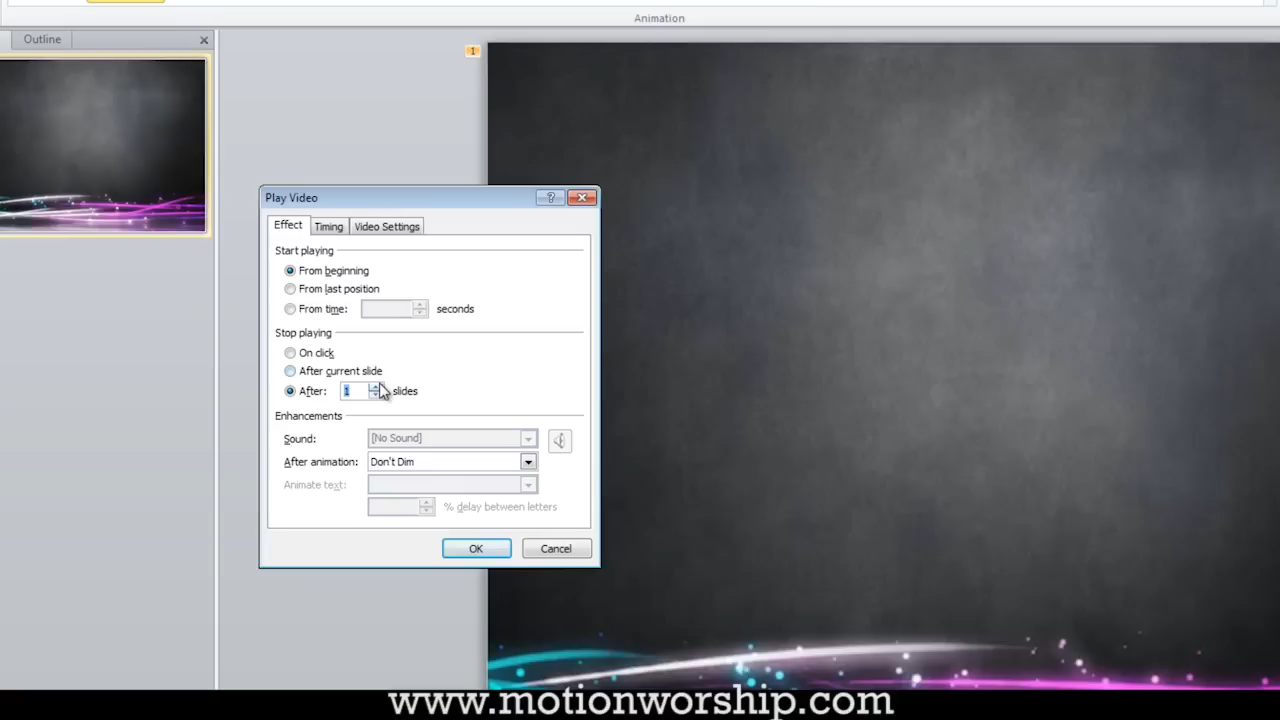 Animation
Outline
1
Play Video
Effect Timing Video Settings
Start playing
From beginning
From last position
From time: seconds
Stop playing
On click
After current slide
After: 1 slides
Enhancements
Sound: [No Sound]
After animation: Don't Dim
Animate text:
% delay between letters
OK Cancel
www.motionworship.com